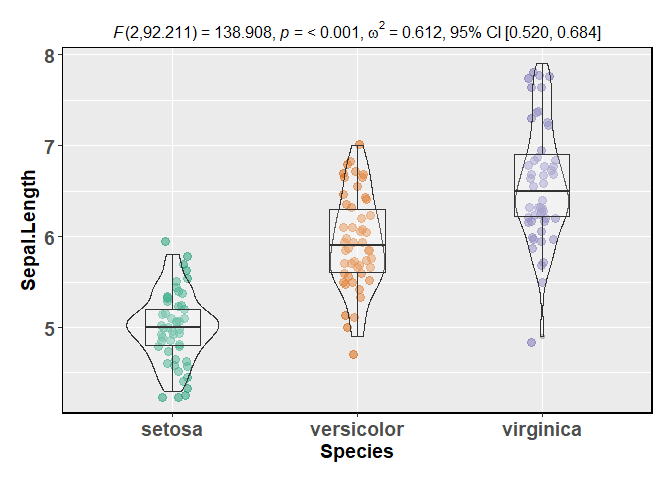 F(2,92.211) = 138.908, p = < 0.001, ω² = 0.612, 95% CI [0.520, 0.684]
8
7
6
5
Sepal.Length
setosa versicolor virginica
Species